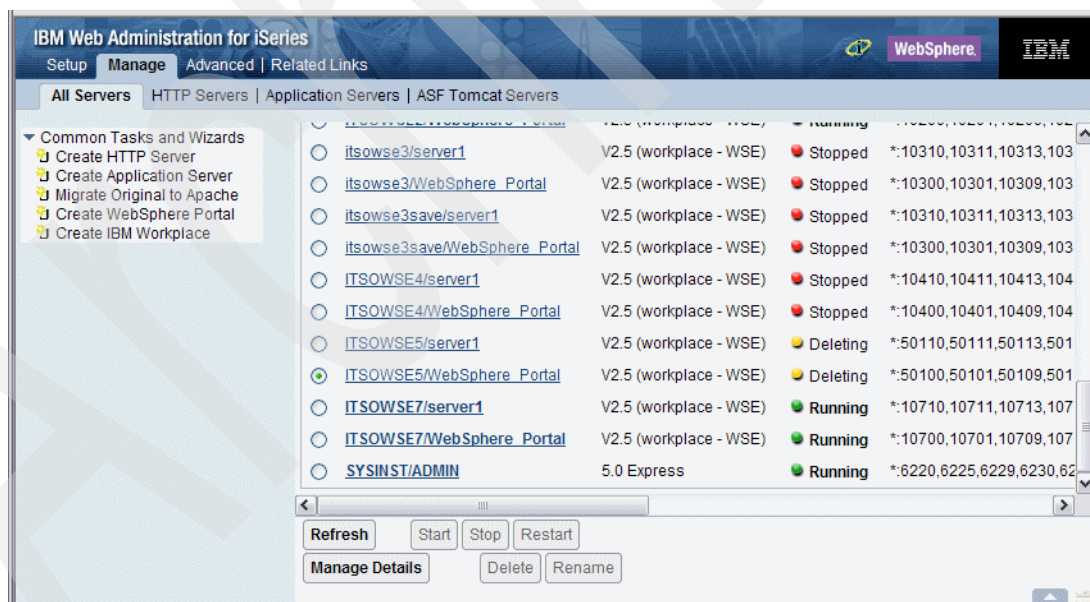 IBM Web Administration for iSeries
WebSphere.
IBM
Setup Manage Advanced | Related Links
All Servers HTTP Servers | Application Servers | ASF Tomcat Servers
Common Tasks and Wizards
Create HTTP Server
Create Application Server
Migrate Original to Apache
Create WebSphere Portal
Create IBM Workplace
Running
itsowse3/server1 V2.5 (workplace - WSE) Stopped *:10310,10311,10313,103
itsowse3/WebSphere_Portal V2.5 (workplace - WSE) Stopped *:10300,10301,10309,103
itsowse3save/server1 V2.5 (workplace - WSE) Stopped *:10310,10311,10313,103
itsowse3save/WebSphere_Portal V2.5 (workplace - WSE) Stopped *:10300,10301,10309,103
ITSOWSE4/server1 V2.5 (workplace - WSE) Stopped *:10410,10411,10413,104
ITSOWSE4/WebSphere_Portal V2.5 (workplace - WSE) Stopped *:10400,10401,10409,104
ITSOWSE5/server1 V2.5 (workplace - WSE) Deleting *:50110,50111,50113,501
ITSOWSE5/WebSphere_Portal V2.5 (workplace - WSE) Deleting *:50100,50101,50109,501
ITSOWSE7/server1 V2.5 (workplace - WSE) Running *:10710,10711,10713,107
ITSOWSE7/WebSphere_Portal V2.5 (workplace - WSE) Running *:10700,10701,10709,107
SYSINST/ADMIN 5.0 Express Running *:6220,6225,6229,6230,62
Refresh Start Stop Restart
Manage Details Delete Rename